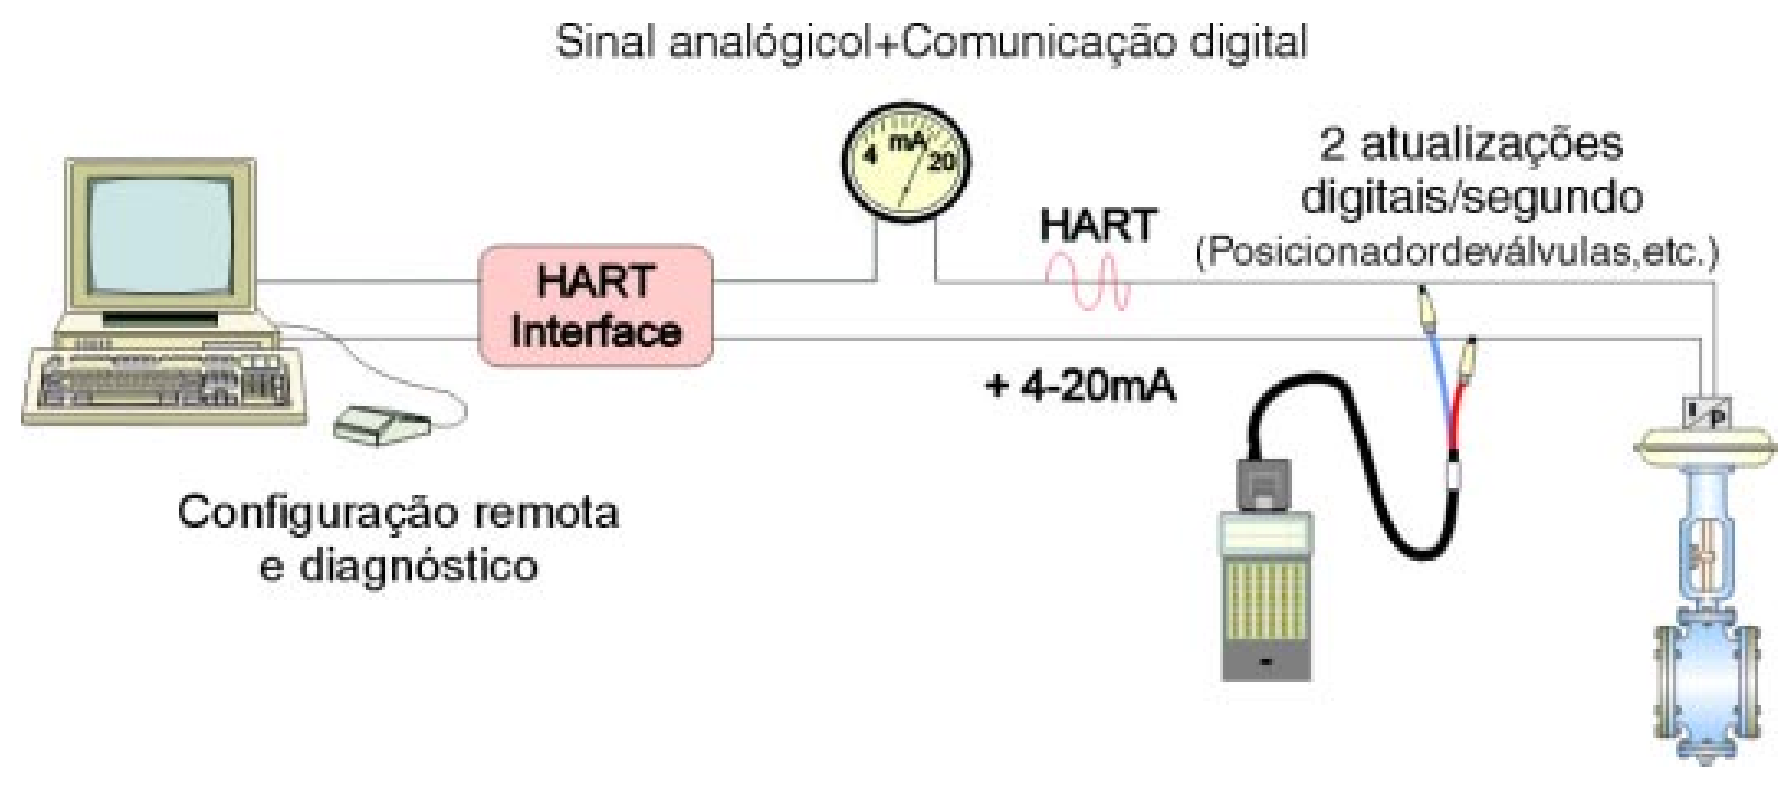 Sinal analógicol+Comunicação digital
4 mA 20
2 atualizações
digitais/segundo
(Posicionadordeválvulas,etc.)
HART
HART
Interface
+ 4-20mA
I/P
Configuração remota
e diagnóstico